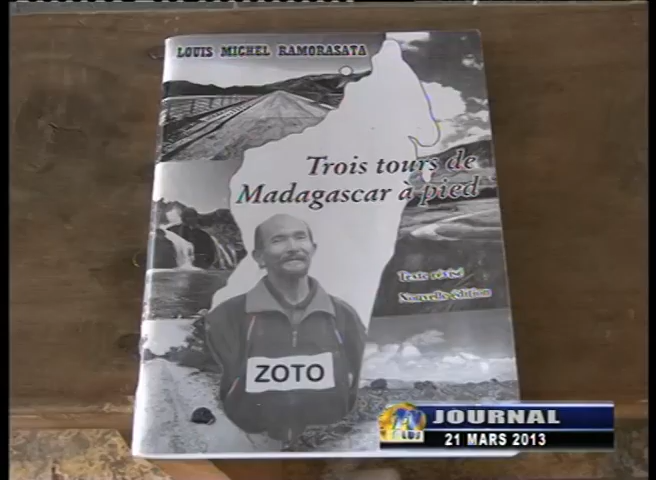 LOUIS MICHEL RAMORASATA
Trois tours de
Madagascar à pied
Texte révisé
Nouvelle édition
ZOTO
JOURNAL
21 MARS 2013